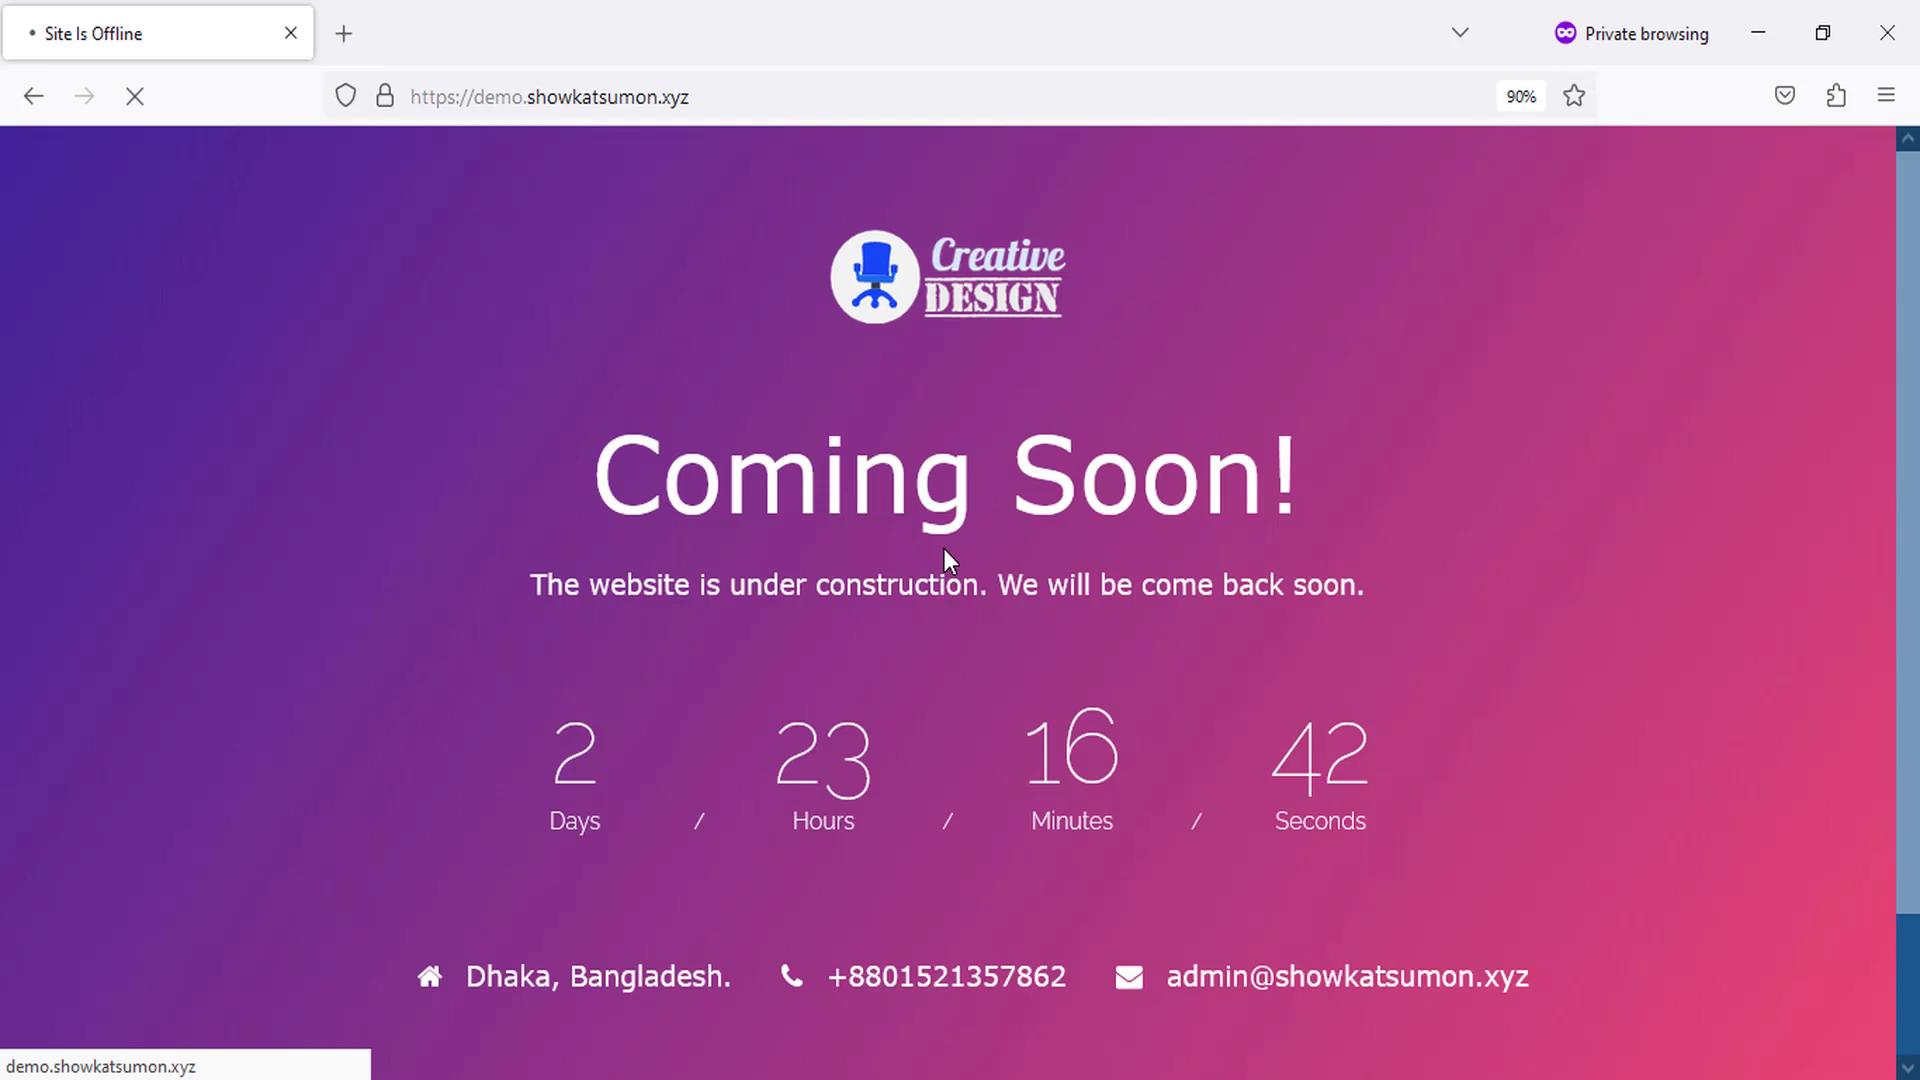 Site Is Offline
Private browsing
https://demo.showkatsumon.xyz
90%
Creative
DESIGN
Coming Soon!
The website is under construction. We will be come back soon.
2 23 16 42
Days / Hours / Minutes / Seconds
Dhaka, Bangladesh. +8801521357862 admin@showkatsumon.xyz
demo.showkatsumon.xyz